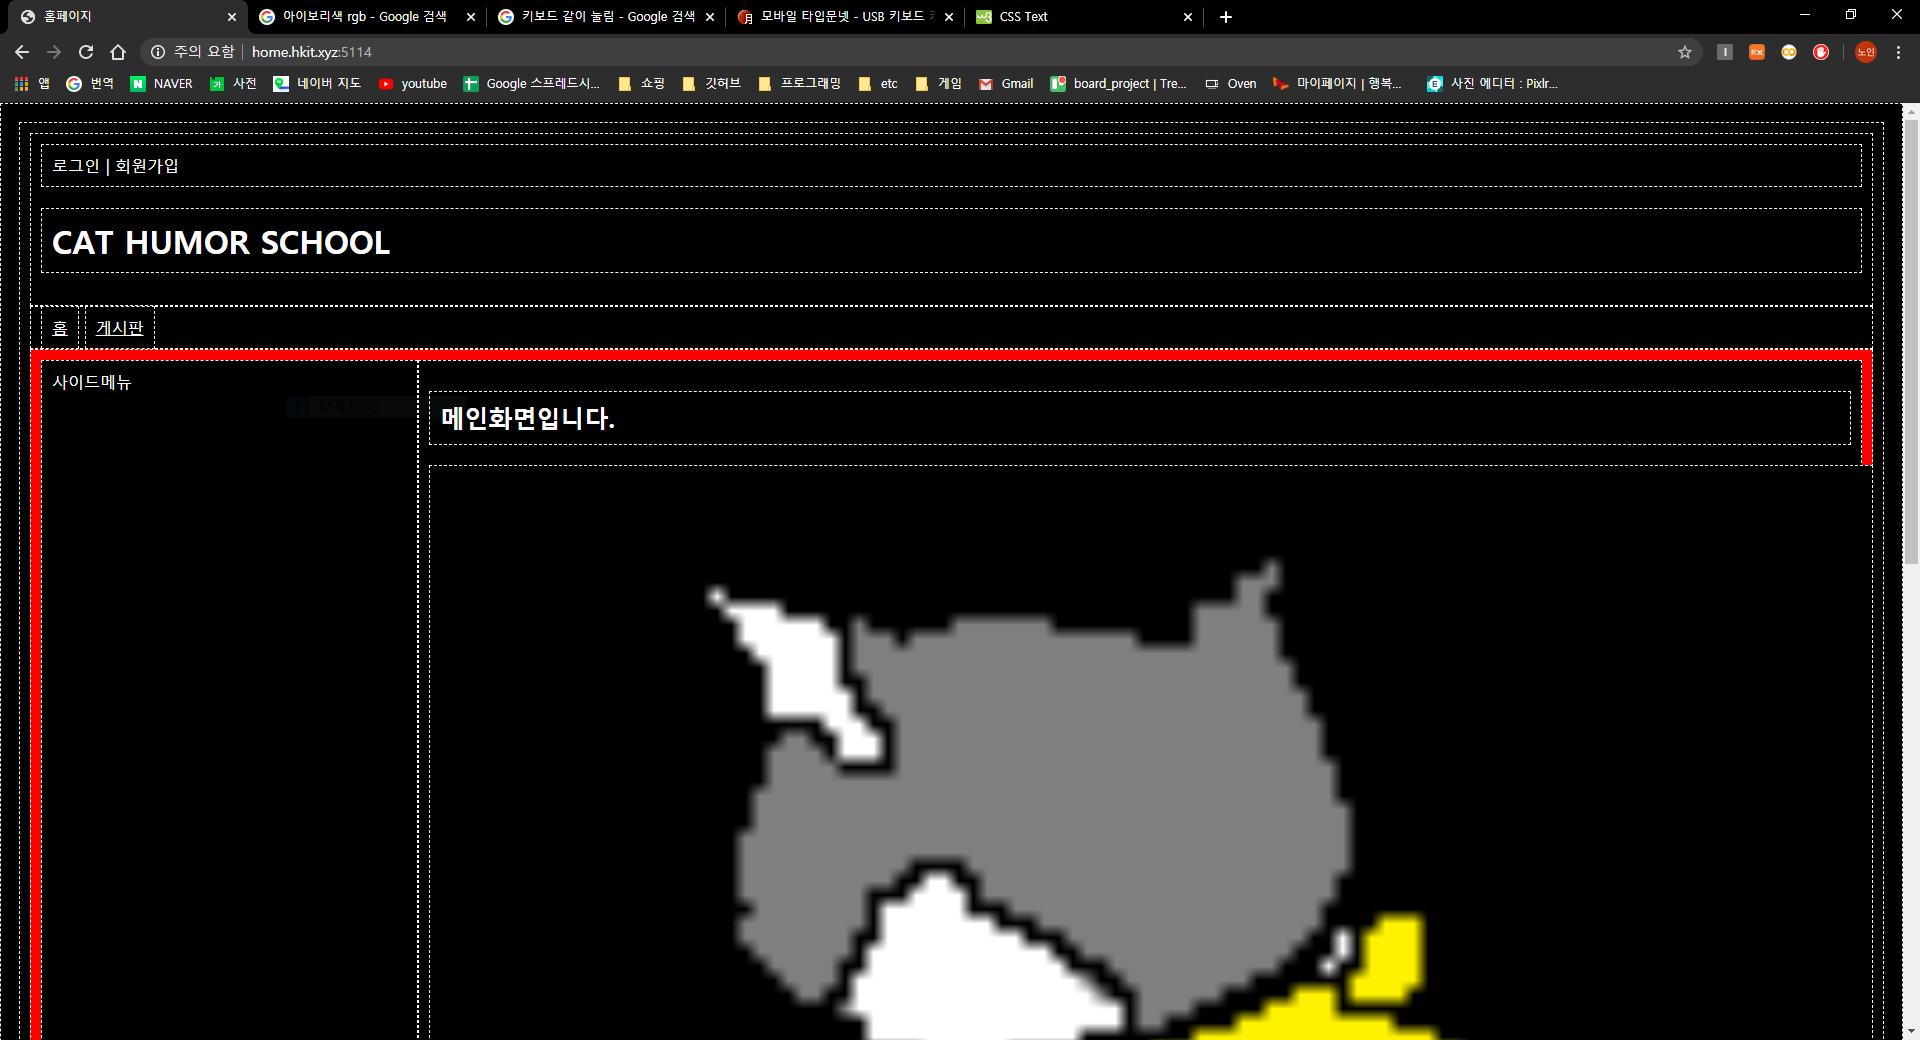 홈페이지
아이보리색 rgb - Google 검색
키보드 같이 눌림 - Google 검색
모바일 타입문넷 - USB 키보드
CSS Text
주의 요함 home.hkit.xyz:5114
노인
앱 번역 NAVER 사전 네이버 지도 youtube Google 스프레드시... 쇼핑 깃허브 프로그래밍 etc 게임 Gmail board_project | Tre... Oven 마이페이지 | 행복... 사진 에디터 : Pixlr...
로그인 | 회원가입
CAT HUMOR SCHOOL
홈 게시판
사이드메뉴
메인화면입니다.